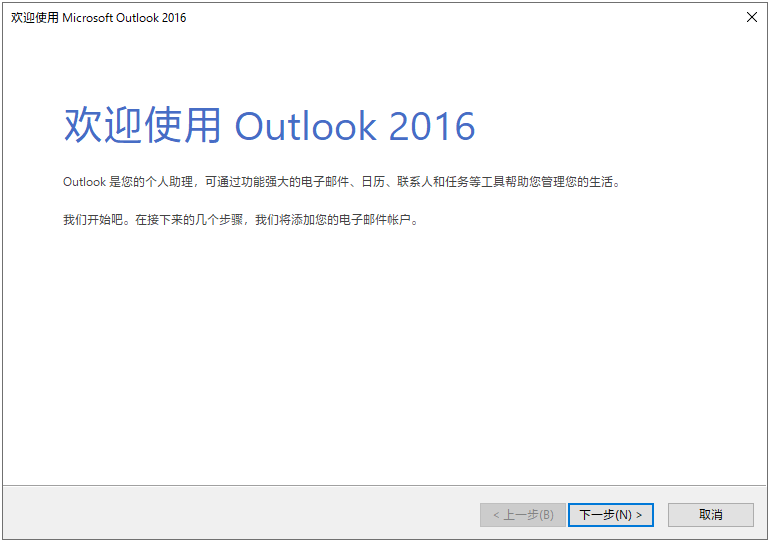 欢迎使用 Microsoft Outlook 2016
欢迎使用 Outlook 2016
Outlook 是您的个人助理，可通过功能强大的电子邮件、日历、联系人和任务等工具帮助您管理您的生活。
我们开始吧。在接下来的几个步骤，我们将添加您的电子邮件帐户。
< 上一步(B) 下一步(N) > 取消